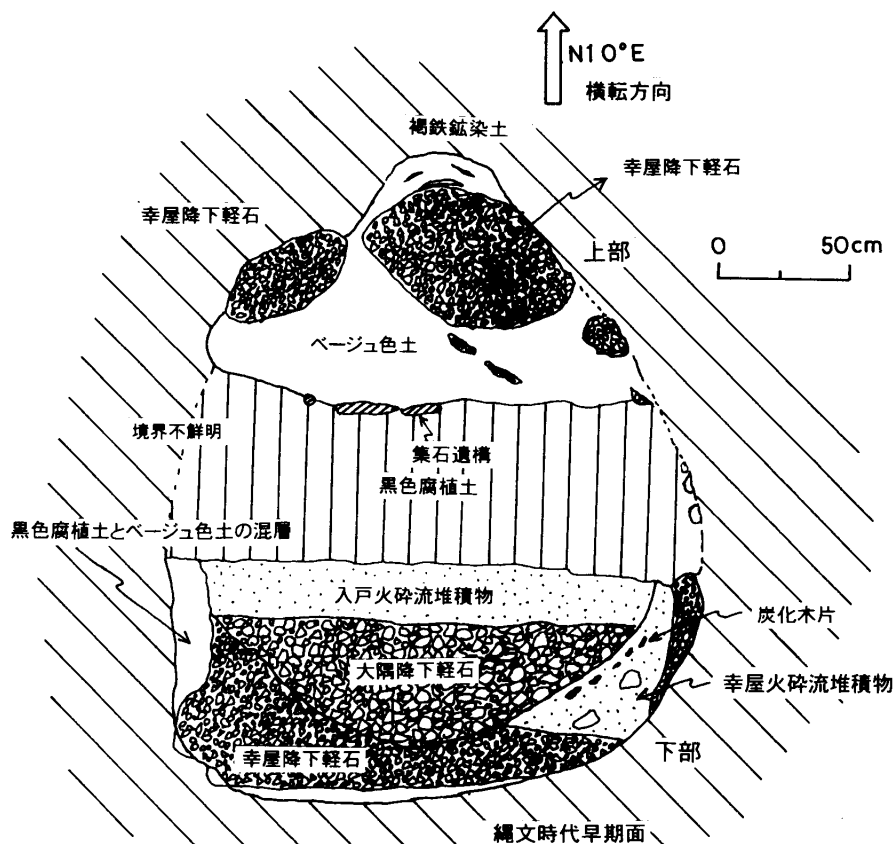 N10°E
横転方向
褐鉄鉱染土
幸屋降下軽石
幸屋降下軽石
上部
0 50cm
ベージュ色土
境界不鮮明
集石遺構
黒色腐植土
黒色腐植土とベージュ色土の混層
入戸火砕流堆積物
炭化木片
大隅降下軽石
幸屋火砕流堆積物
幸屋降下軽石
下部
縄文時代早期面